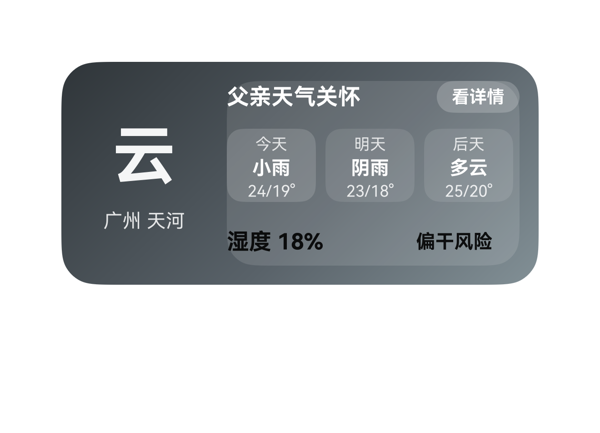 云
广州 天河
父亲天气关怀
看详情
今天
小雨
24/19°
明天
阴雨
23/18°
后天
多云
25/20°
湿度 18%
偏干风险